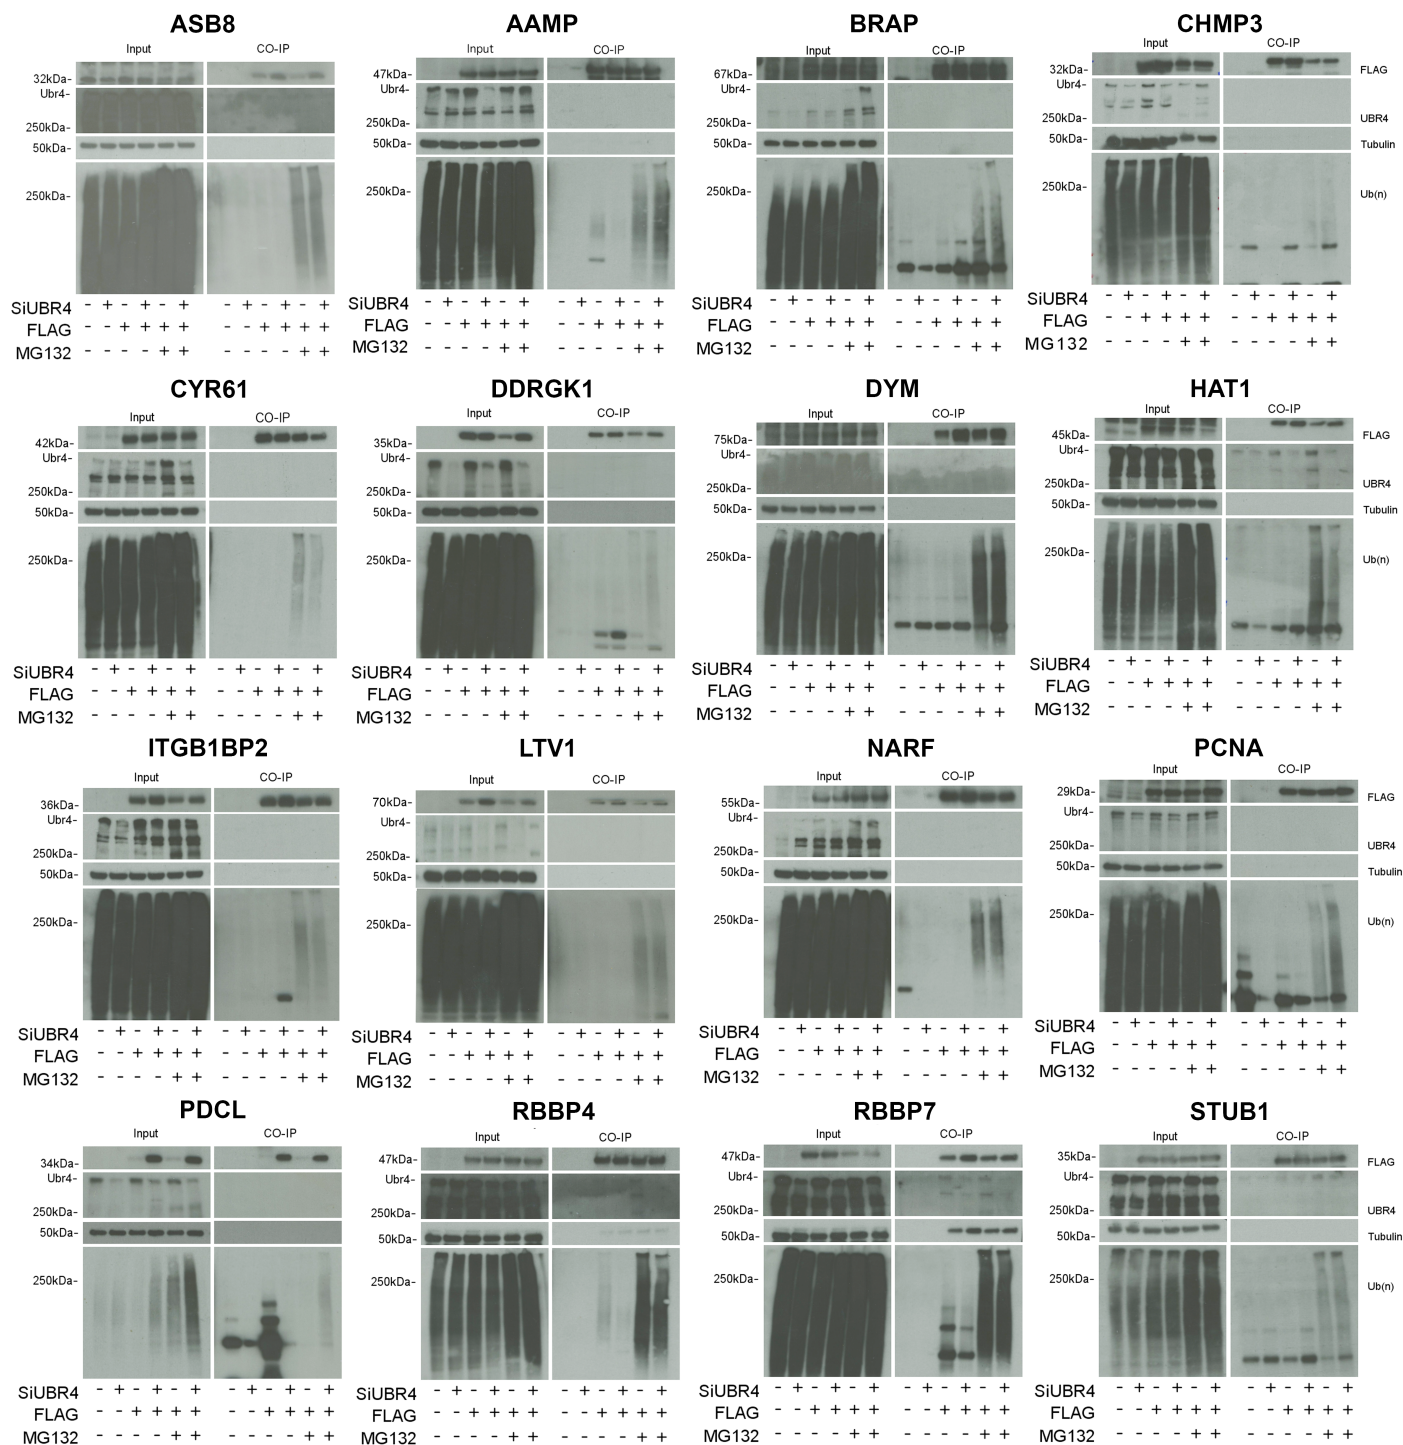 ASB8 AAMP BRAP CHMP3
Input CO-IP Input CO-IP Input CO-IP Input CO-IP
32kDa- 47kDa- 67kDa- 32kDa- FLAG
Ubr4- Ubr4- Ubr4- Ubr4-
250kDa- 250kDa- 250kDa- 250kDa- UBR4
50kDa- 50kDa- 50kDa- 50kDa- Tubulin
250kDa- 250kDa- 250kDa- 250kDa- Ub(n)
SiUBR4 - + - + - + - + - + - + SiUBR4 - + - + - + - + - + - + SiUBR4 - + - + - + - + - + - + SiUBR4 - + - + - + - + - + - +
FLAG - - + + + + - - + + + + FLAG - - + + + + - - + + + + FLAG - - + + + + - - + + + + FLAG - - + + + + - - + + + +
MG132 - - - - + + - - - - + + MG132 - - - - + + - - - - + + MG132 - - - - + + - - - - + + MG132 - - - - + + - - - - + +
CYR61 DDRGK1 DYM HAT1
Input CO-IP Input CO-IP Input CO-IP Input CO-IP
42kDa- 35kDa- 75kDa- 45kDa- FLAG
Ubr4- Ubr4- Ubr4- Ubr4-
250kDa- 250kDa- 250kDa- 250kDa- UBR4
50kDa- 50kDa- 50kDa- 50kDa- Tubulin
250kDa- 250kDa- 250kDa- 250kDa- Ub(n)
SiUBR4 - + - + - + - + - + - + SiUBR4 - + - + - + - + - + - + SiUBR4 - + - + - + - + - + - + SiUBR4 - + - + - + - + - + - +
FLAG - - + + + + - - + + + + FLAG - - + + + + - - + + + + FLAG - - + + + + - - + + + + FLAG - - + + + + - - + + + +
MG132 - - - - + + - - - - + + MG132 - - - - + + - - - - + + MG132 - - - - + + - - - - + + MG132 - - - - + + - - - - + +
ITGB1BP2 LTV1 NARF PCNA
Input CO-IP Input CO-IP Input CO-IP Input CO-IP
36kDa- 70kDa- 55kDa- 29kDa- FLAG
Ubr4- Ubr4- Ubr4- Ubr4-
250kDa- 250kDa- 250kDa- 250kDa- UBR4
50kDa- 50kDa- 50kDa- 50kDa- Tubulin
250kDa- 250kDa- 250kDa- 250kDa- Ub(n)
SiUBR4 - + - + - + - + - + - + SiUBR4 - + - + - + - + - + - + SiUBR4 - + - + - + - + - + - + SiUBR4 - + - + - + - + - + - +
FLAG - - + + + + - - + + + + FLAG - - + + + + - - + + + + FLAG - - + + + + - - + + + + FLAG - - + + + + - - + + + +
MG132 - - - - + + - - - - + + MG132 - - - - + + - - - - + + MG132 - - - - + + - - - - + + MG132 - - - - + + - - - - + +
PDCL RBBP4 RBBP7 STUB1
Input CO-IP Input CO-IP Input CO-IP Input CO-IP
34kDa- 47kDa- 47kDa- 35kDa- FLAG
Ubr4- Ubr4- Ubr4- Ubr4-
250kDa- 250kDa- 250kDa- 250kDa- UBR4
50kDa- 50kDa- 50kDa- 50kDa- Tubulin
250kDa- 250kDa- 250kDa- 250kDa- Ub(n)
SiUBR4 - + - + - + - + - + - + SiUBR4 - + - + - + - + - + - + SiUBR4 - + - + - + - + - + - + SiUBR4 - + - + - + - + - + - +
FLAG - - + + + + - - + + + + FLAG - - + + + + - - + + + + FLAG - - + + + + - - + + + + FLAG - - + + + + - - + + + +
MG132 - - - - + + - - - - + + MG132 - - - - + + - - - - + + MG132 - - - - + + - - - - + + MG132 - - - - + + - - - - + +